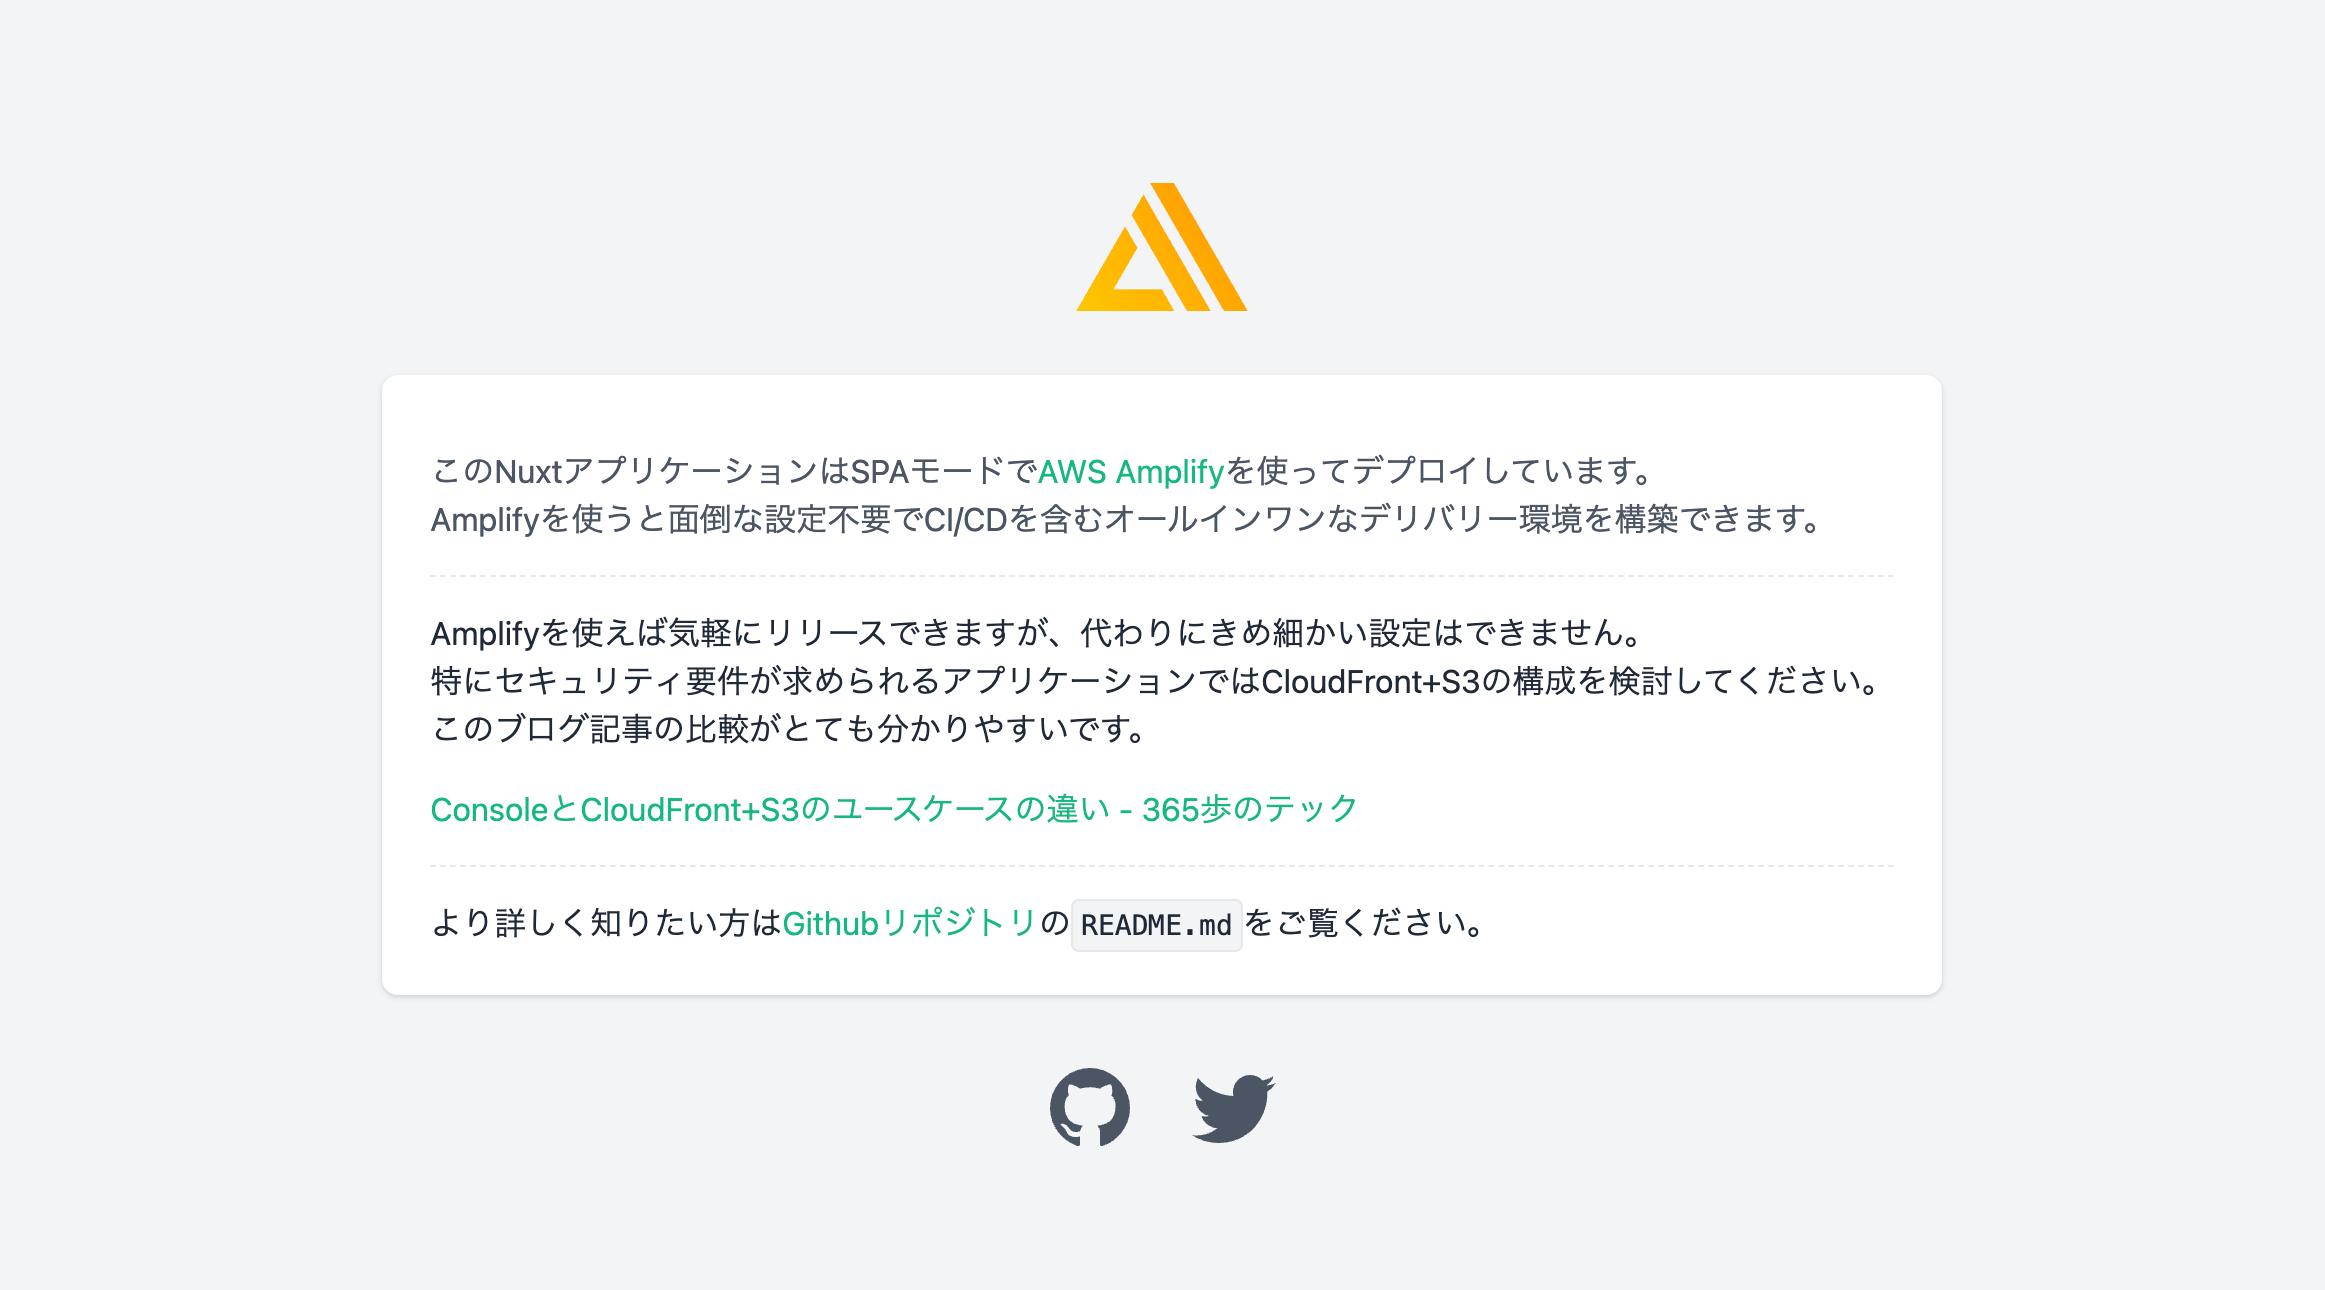 このNuxtアプリケーションはSPAモードでAWS Amplifyを使ってデプロイしています。
Amplifyを使うと面倒な設定不要でCI/CDを含むオールインワンなデリバリー環境を構築できます。
Amplifyを使えば気軽にリリースできますが、代わりにきめ細かい設定はできません。
特にセキュリティ要件が求められるアプリケーションではCloudFront+S3の構成を検討してください。
このブログ記事の比較がとても分かりやすいです。
ConsoleとCloudFront+S3のユースケースの違い - 365歩のテック
より詳しく知りたい方はGithubリポジトリのREADME.mdをご覧ください。